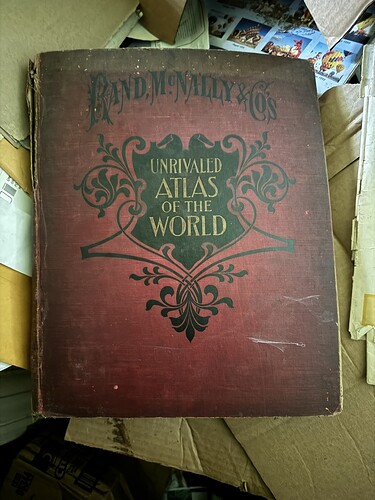 RAND, McNALLY & CO'S
UNRIVALED
ATLAS
OF THE
WORLD